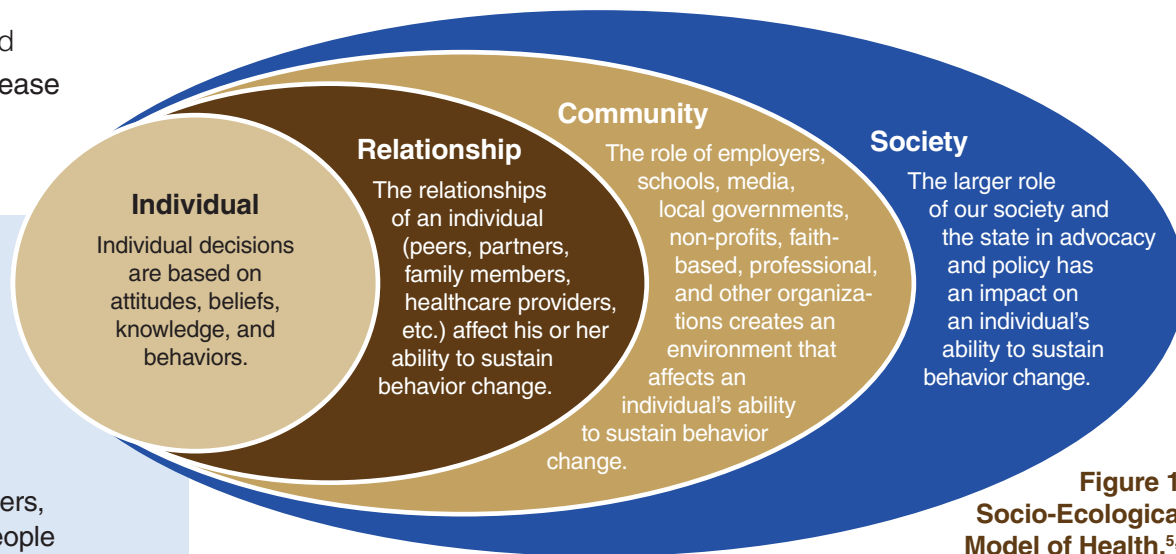 d
ease
Individual
Individual decisions
are based on
attitudes, beliefs,
knowledge, and
behaviors.
Relationship
The relationships
of an individual
(peers, partners,
family members,
healthcare providers,
etc.) affect his or her
ability to sustain
behavior change.
Community
The role of employers,
schools, media,
local governments,
non-profits, faith-
based, professional,
and other organiza-
tions creates an
environment that
affects an
individual’s ability
to sustain behavior
change.
Society
The larger role
of our society and
the state in advocacy
and policy has
an impact on
an individual’s
ability to sustain
behavior change.
ers,
eople
Figure 1
Socio-Ecologica
Model of Health.5